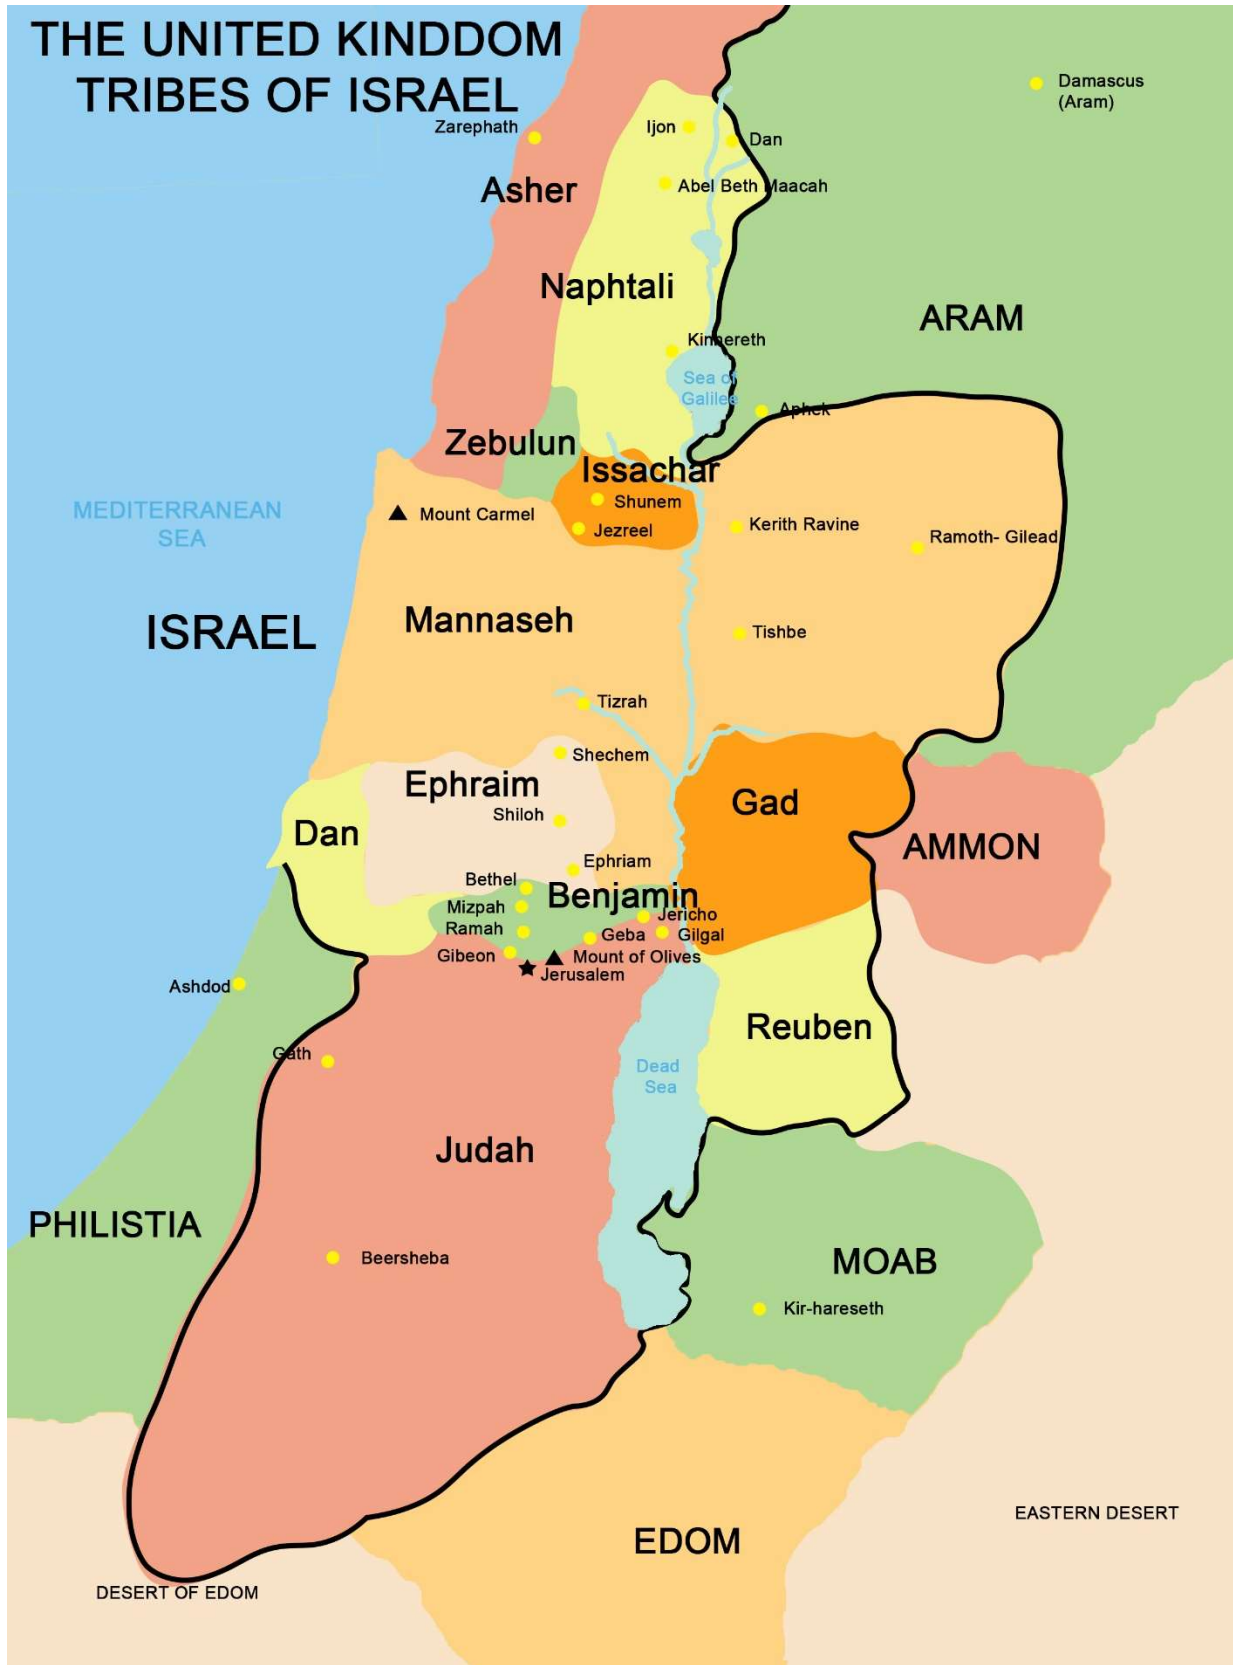 THE UNITED KINDDOM
TRIBES OF ISRAEL
Damascus
(Aram)
Zarephath
Ijon
Dan
Asher
Abel Beth Maacah
Naphtali
ARAM
Kinnereth
Sea of
Galilee
Aphek
Zebulun
Issachar
Shunem
MEDITERRANEAN
SEA
Mount Carmel
Jezreel
Kerith Ravine
Ramoth- Gilead
ISRAEL
Mannaseh
Tishbe
Tizrah
Shechem
Ephraim
Gad
Shiloh
Dan
AMMON
Ephriam
Bethel
Benjamin
Mizpah
Jericho
Ramah
Geba
Gilgal
Gibeon
Mount of Olives
Jerusalem
Ashdod
Reuben
Gath
Dead
Sea
Judah
PHILISTIA
Beersheba
MOAB
Kir-hareseth
EASTERN DESERT
EDOM
DESERT OF EDOM